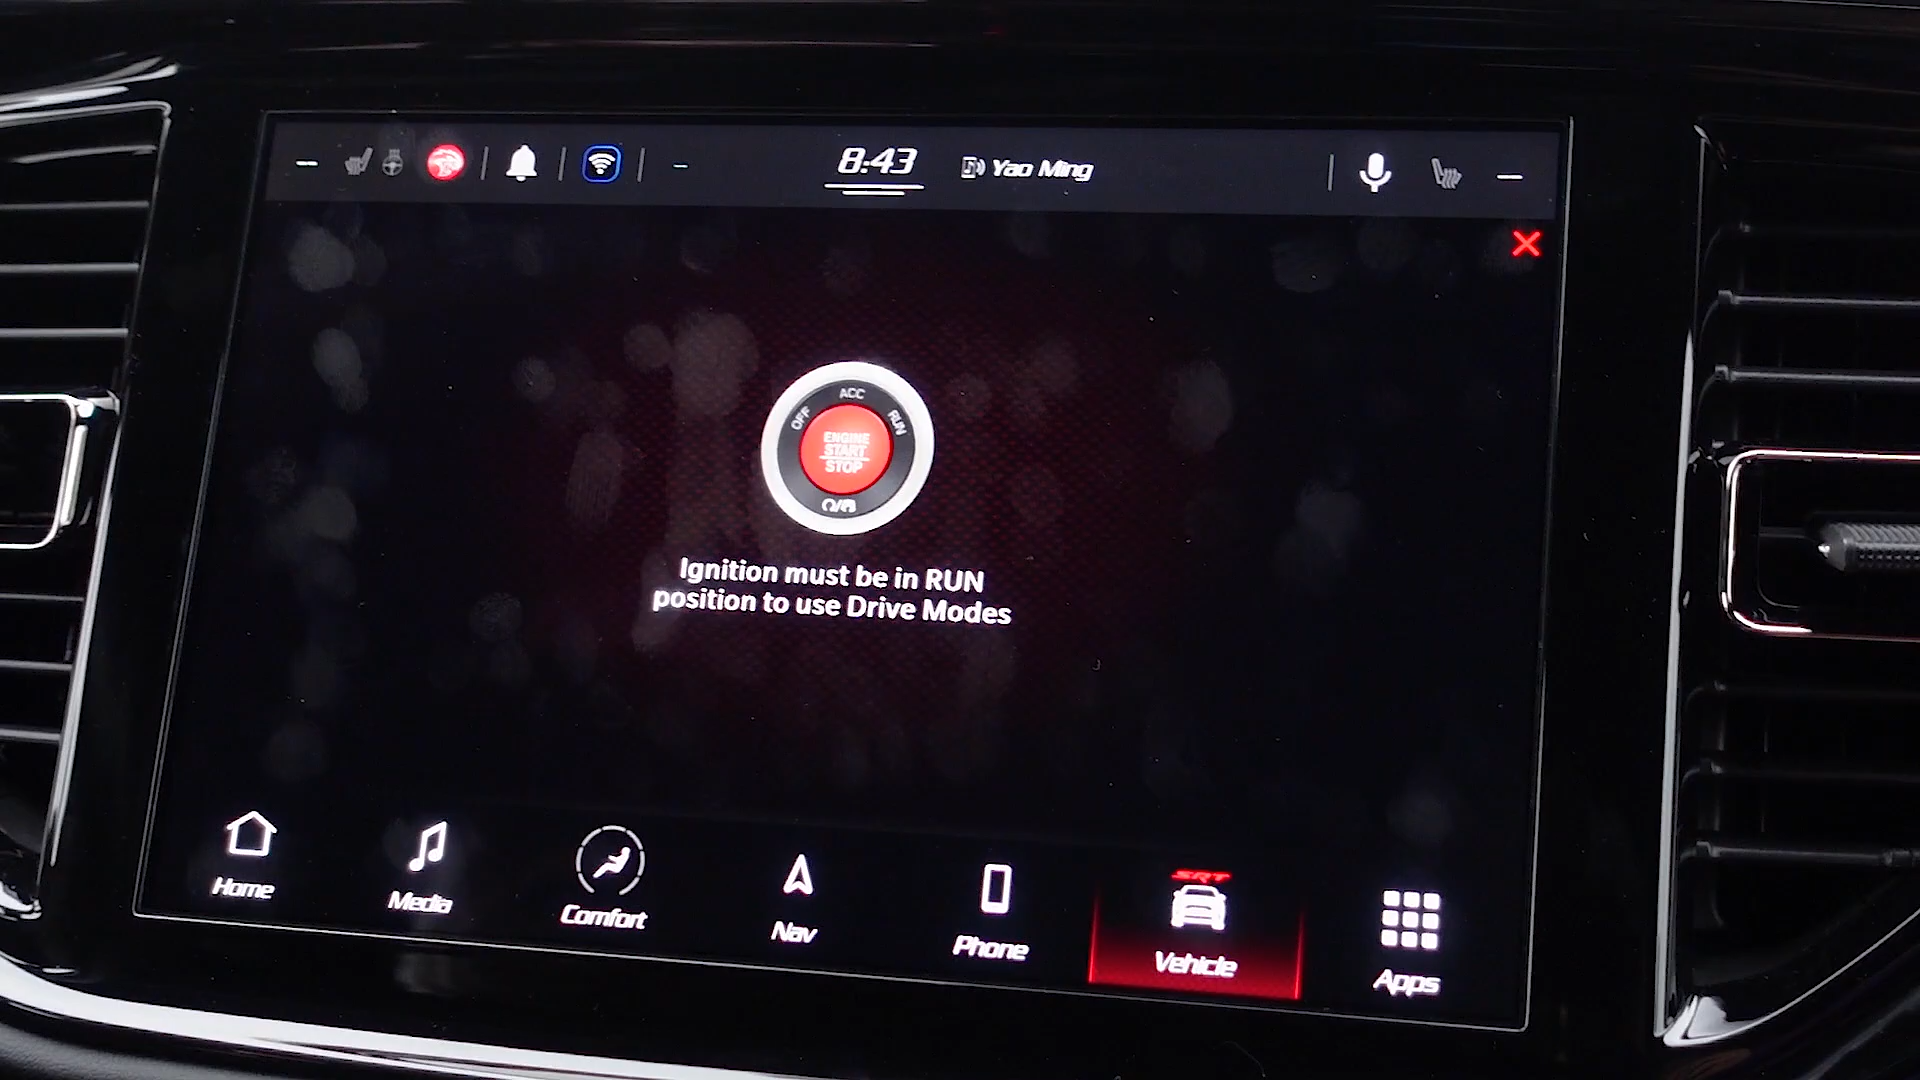 8:43
Yao Ming
OFF
ACC
RUN
ENGINE
START
STOP
Ignition must be in RUN
position to use Drive Modes
Home
Media
Comfort
Nav
Phone
SRT
Vehicle
Apps